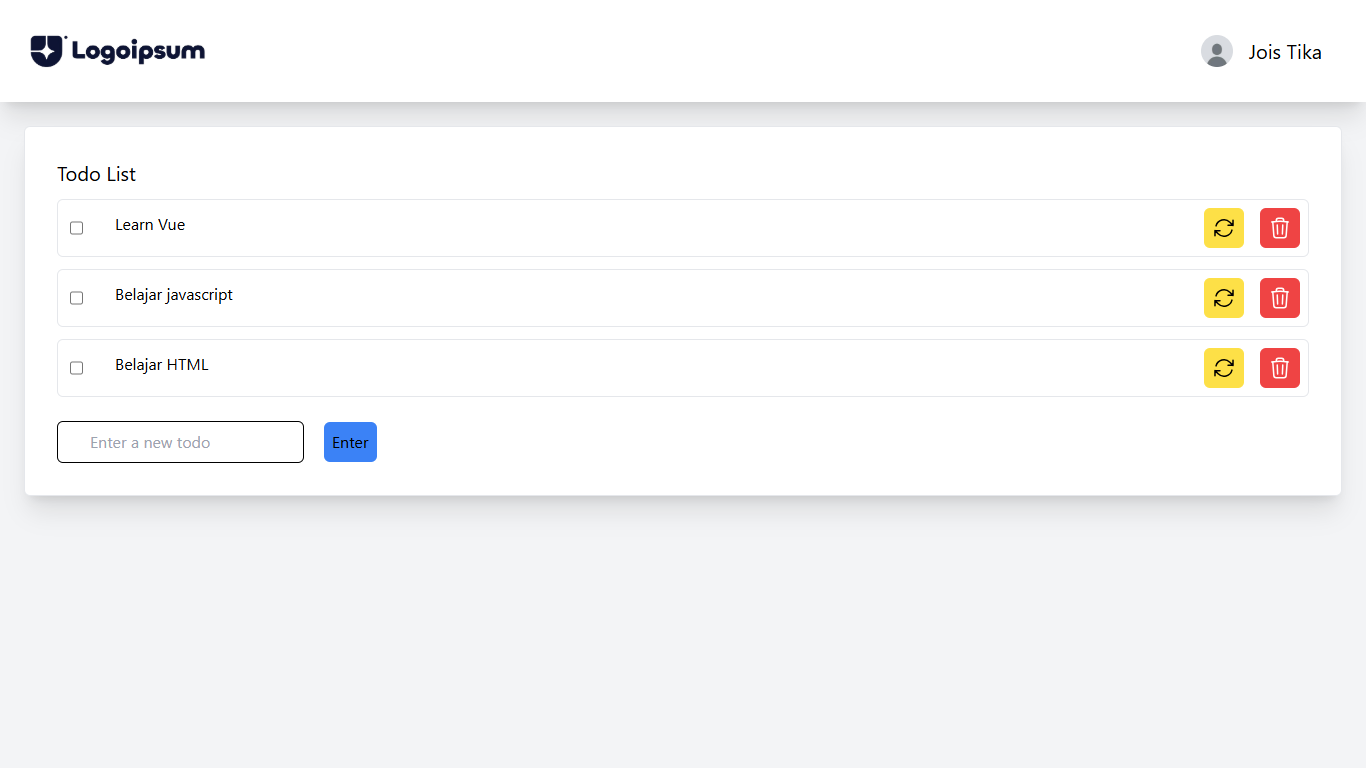 Logoipsum
Jois Tika
Todo List
Learn Vue
Belajar javascript
Belajar HTML
Enter a new todo
Enter